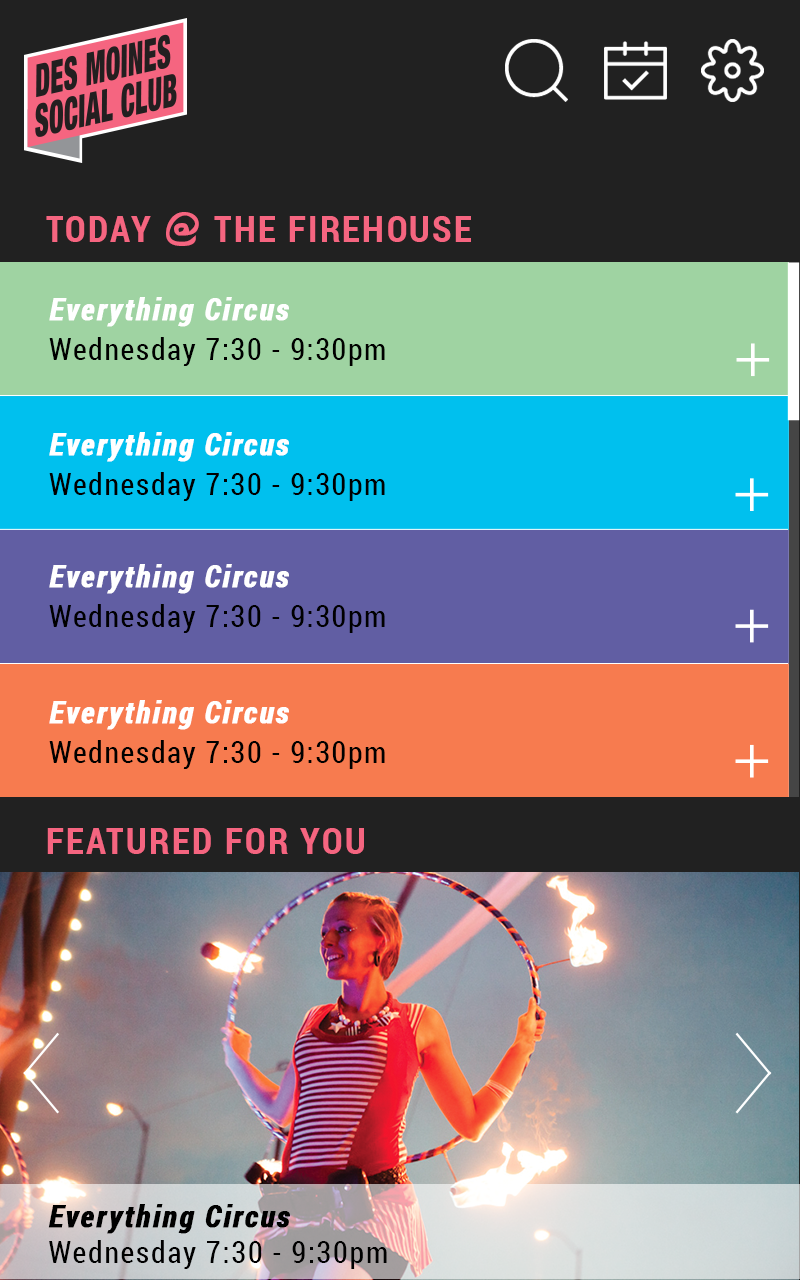 DES MOINES
SOCIAL CLUB
TODAY @ THE FIREHOUSE
Everything Circus
Wednesday 7:30 - 9:30pm
Everything Circus
Wednesday 7:30 - 9:30pm
Everything Circus
Wednesday 7:30 - 9:30pm
Everything Circus
Wednesday 7:30 - 9:30pm
FEATURED FOR YOU
Everything Circus
Wednesday 7:30 - 9:30pm